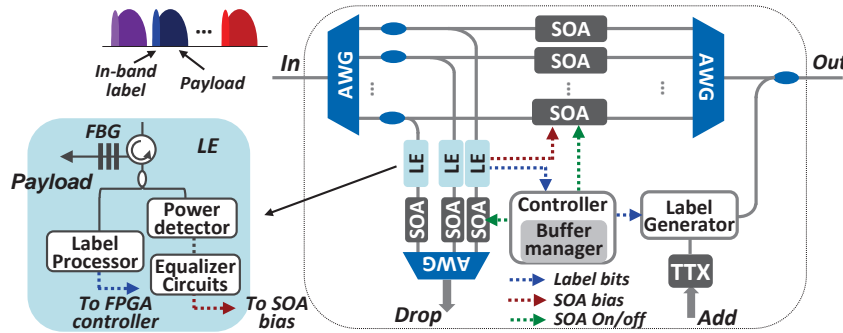 In-band
label
Payload
...
In
AWG
SOA
SOA
...
...
...
SOA
AWG
Out
LE
LE
LE
SOA
SOA
SOA
AWG
Drop
Controller
Buffer
manager
Label
Generator
TTX
Add
Label bits
SOA bias
SOA On/off
FBG
LE
Payload
Power
detector
Label
Processor
Equalizer
Circuits
To FPGA
controller
To SOA
bias